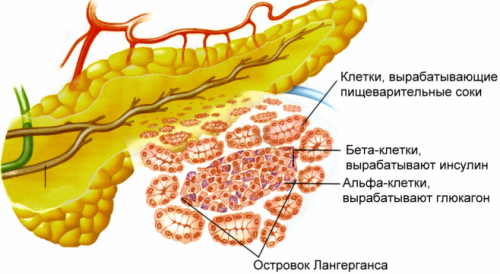 Клетки, вырабатывающие
пищеварительные соки
Бета-клетки,
вырабатывают инсулин
Альфа-клетки,
вырабатывают глюкагон
Островок Лангерганса